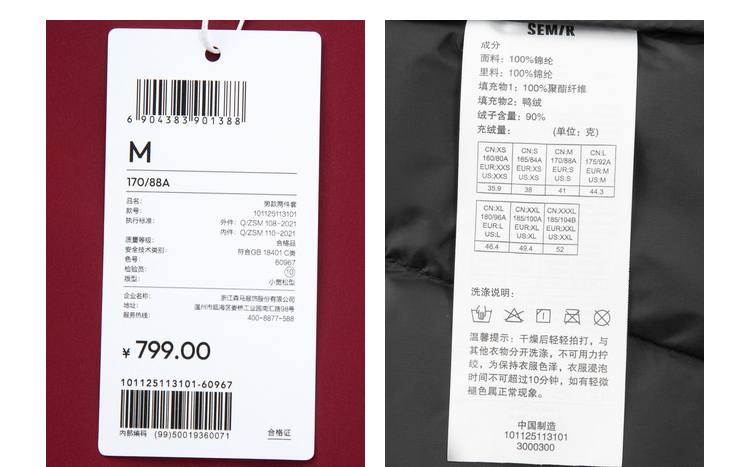 6 904383 901388
M
170/88A
品名: 男款两件套
款号: 101125113101
执行标准: 外件: Q/ZSM 108-2021
内件: Q/ZSM 110-2021
质量等级: 合格品
安全技术类别: 符合GB 18401 C类
色号: 60967
检验员: 10
版型: 小宽松型
企业名称: 浙江森马服饰股份有限公司
地址: 温州市瓯海区娄桥工业园南汇路98号
服务热线: 400-8877-588
¥ 799.00
101125113101-60967
内部编码 (99)50019360071
合格证
SEMIR
成分
面料: 100%锦纶
里料: 100%锦纶
填充物1: 100%聚酯纤维
填充物2: 鸭绒
绒子含量: 90%
充绒量: (单位: 克)
CN:XS CN:S CN:M CN:L
160/80A 165/84A 170/88A 175/92A
EUR:XXS EUR:XS EUR:S EUR:M
US:XXS US:XS US:S US:M
35.9 38 41 44.3
CN:XL CN:XXL CN:XXXL
180/96A 185/100A 185/104B
EUR:L EUR:XL EUR:XXL
US:L US:XL US:XXL
46.4 49.4 52
洗涤说明:
温馨提示: 干燥后轻轻拍打, 与
其他衣物分开洗涤, 不可用力拧
绞, 为保持衣服色泽, 衣服浸泡
时间不可超过10分钟, 如有轻微
褪色属正常现象。
中国制造
101125113101
3000300